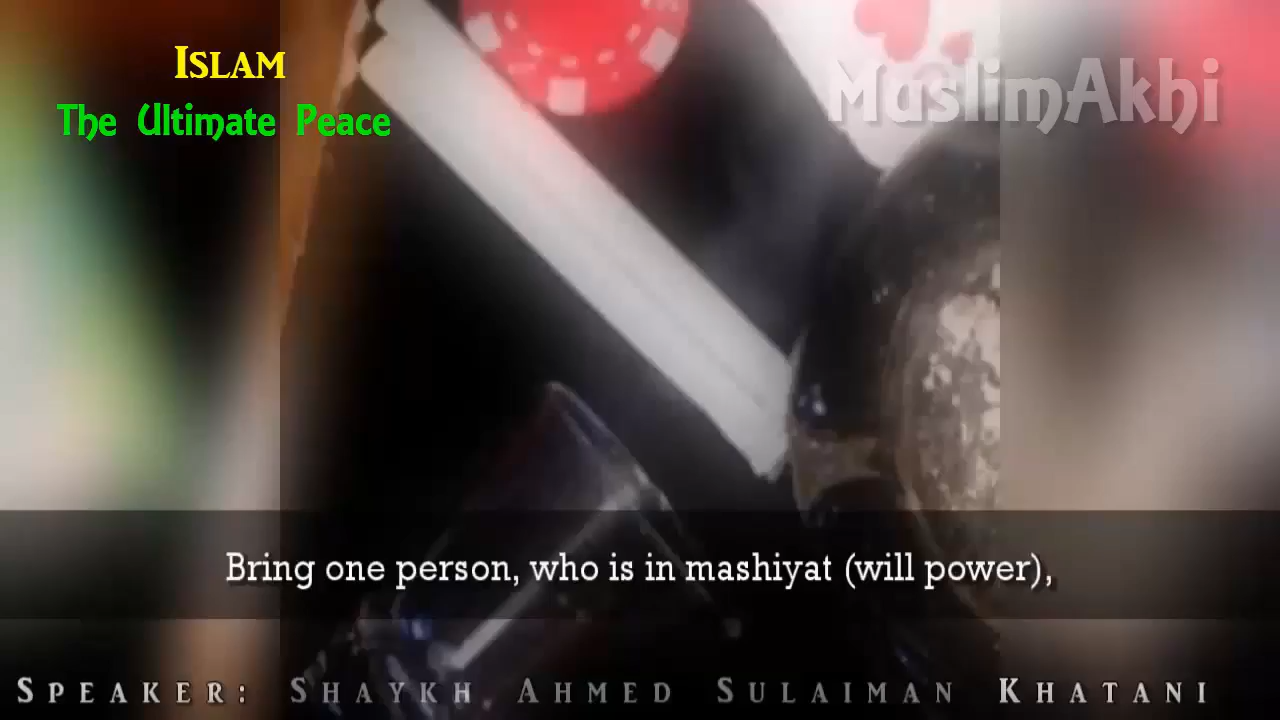 ISLAM
The Ultimate Peace
MuslimAkhi
Bring one person, who is in mashiyat (will power),
SPEAKER: SHAYKH AHMED SULAIMAN KHATANI